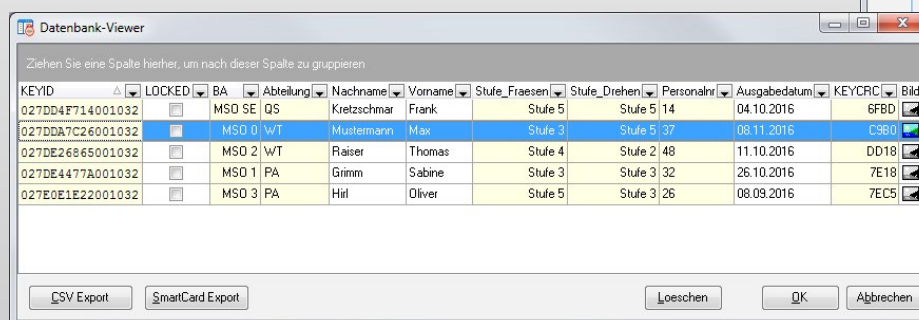 Datenbank-Viewer
Ziehen Sie eine Spalte hierher, um nach dieser Spalte zu gruppieren
KEYID LOCKED BA Abteilung Nachname Vorname Stufe_Fraesen Stufe_Drehen Personalnr Ausgabedatum KEYCRC Bild
027DD4F714001032 MSO SE QS Kretzschmar Frank Stufe 5 Stufe 5 14 04.10.2016 6FBD
027DDA7C26001032 MSO 0 WT Mustermann Max Stufe 3 Stufe 5 37 08.11.2016 C9B0
027DE26865001032 MSO 2 WT Raiser Thomas Stufe 4 Stufe 2 48 11.10.2016 DD18
027DE4477A001032 MSO 1 PA Grimm Sabine Stufe 3 Stufe 3 32 26.10.2016 7E18
027E0E1E22001032 MSO 3 PA Hirl Oliver Stufe 5 Stufe 3 26 08.09.2016 7EC5
CSV Export SmartCard Export Loeschen OK Abbrechen